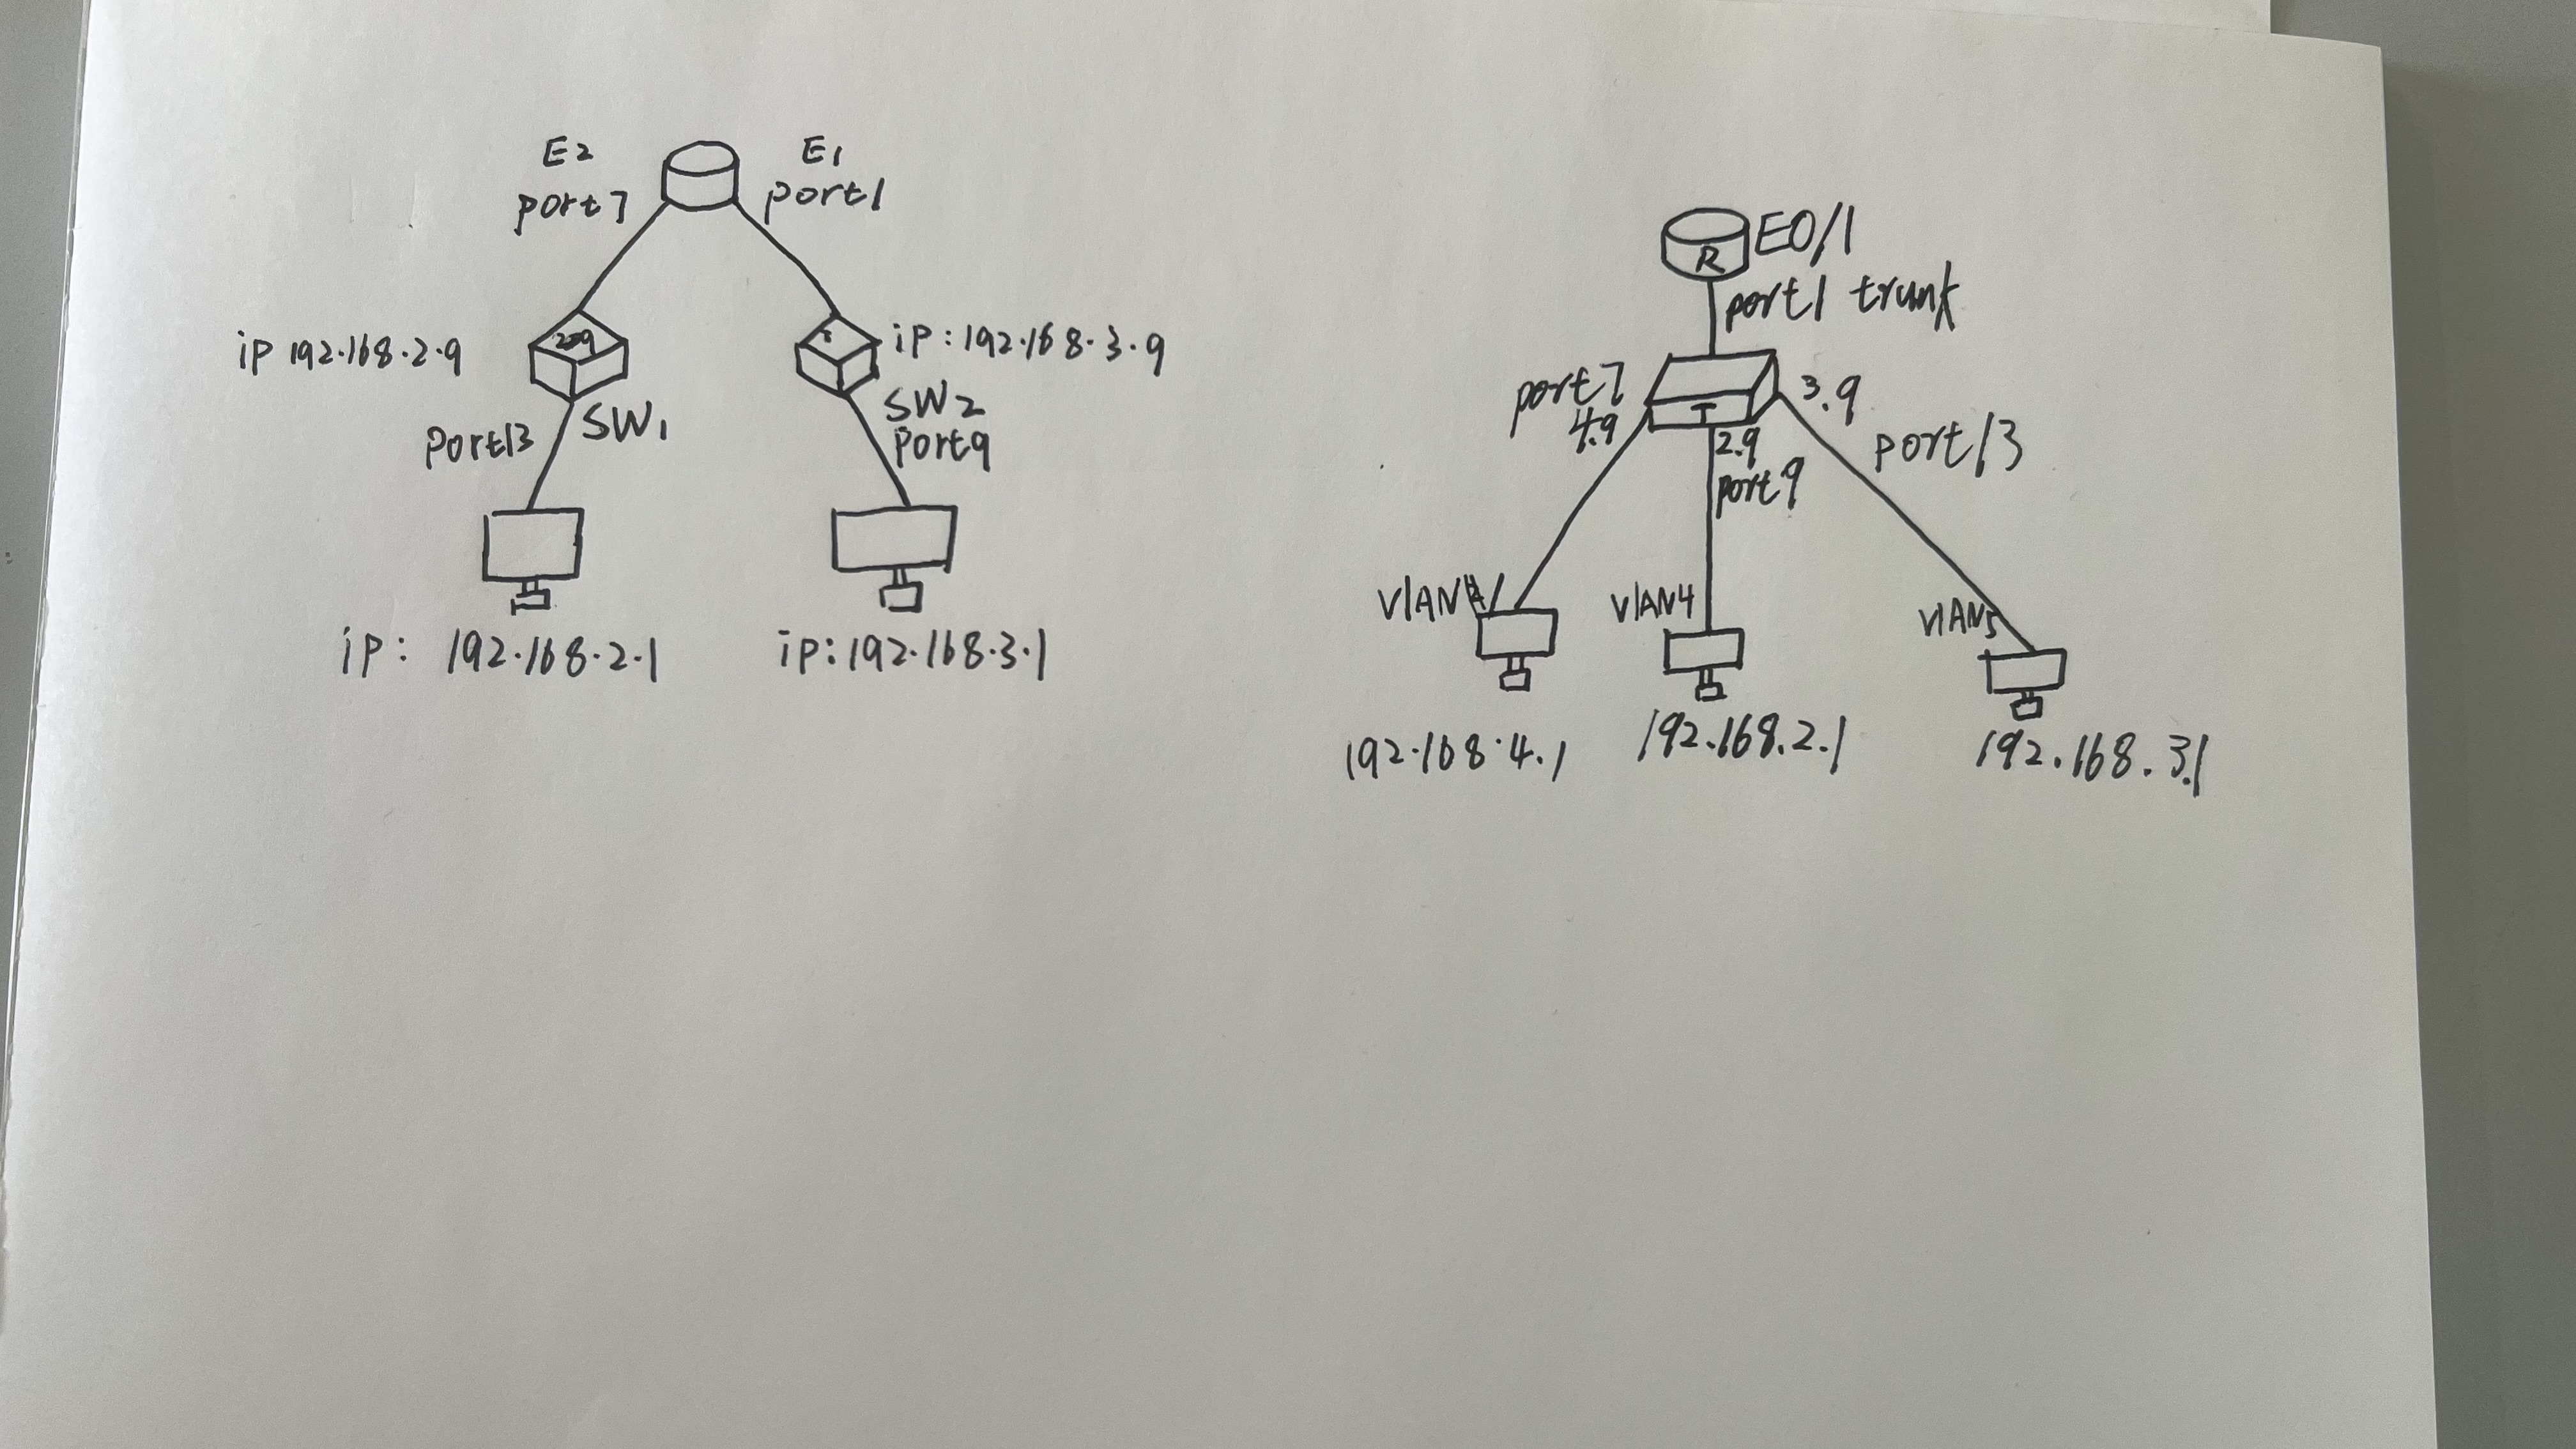 E2
port7
E1
port1
ip 192.168.2.9
209
ip:192.168.3.9
SW1
SW2
Port13
Port9
ip: 192.168.2.1
ip:192.168.3.1
R
E0/1
port1 trunk
port7
4.9
2.9
port9
3.9
port13
VlAN
VlAN4
VlAN5
192.168.4.1
192.168.2.1
192.168.3.1